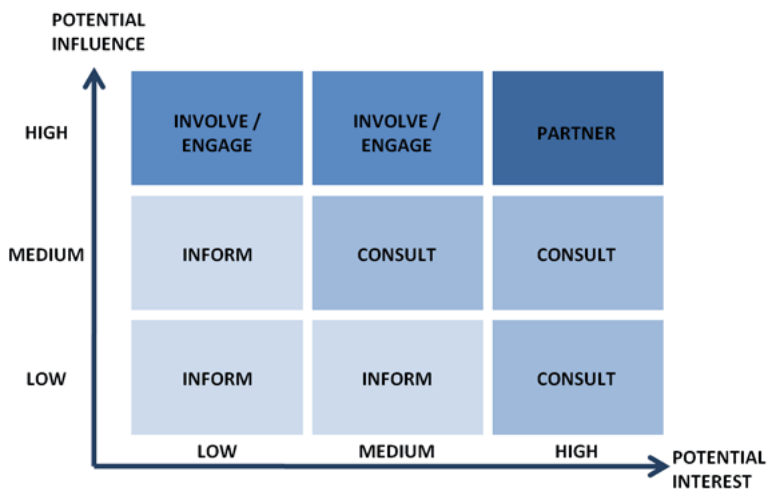 POTENTIAL
INFLUENCE
HIGH
INVOLVE /
ENGAGE
INVOLVE /
ENGAGE
PARTNER
MEDIUM
INFORM
CONSULT
CONSULT
LOW
INFORM
INFORM
CONSULT
LOW
MEDIUM
HIGH
POTENTIAL
INTEREST